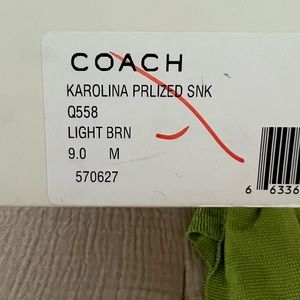 COACH
KAROLINA PRLIZED SNK
Q558
LIGHT BRN
9.0 M
570627
6 6336